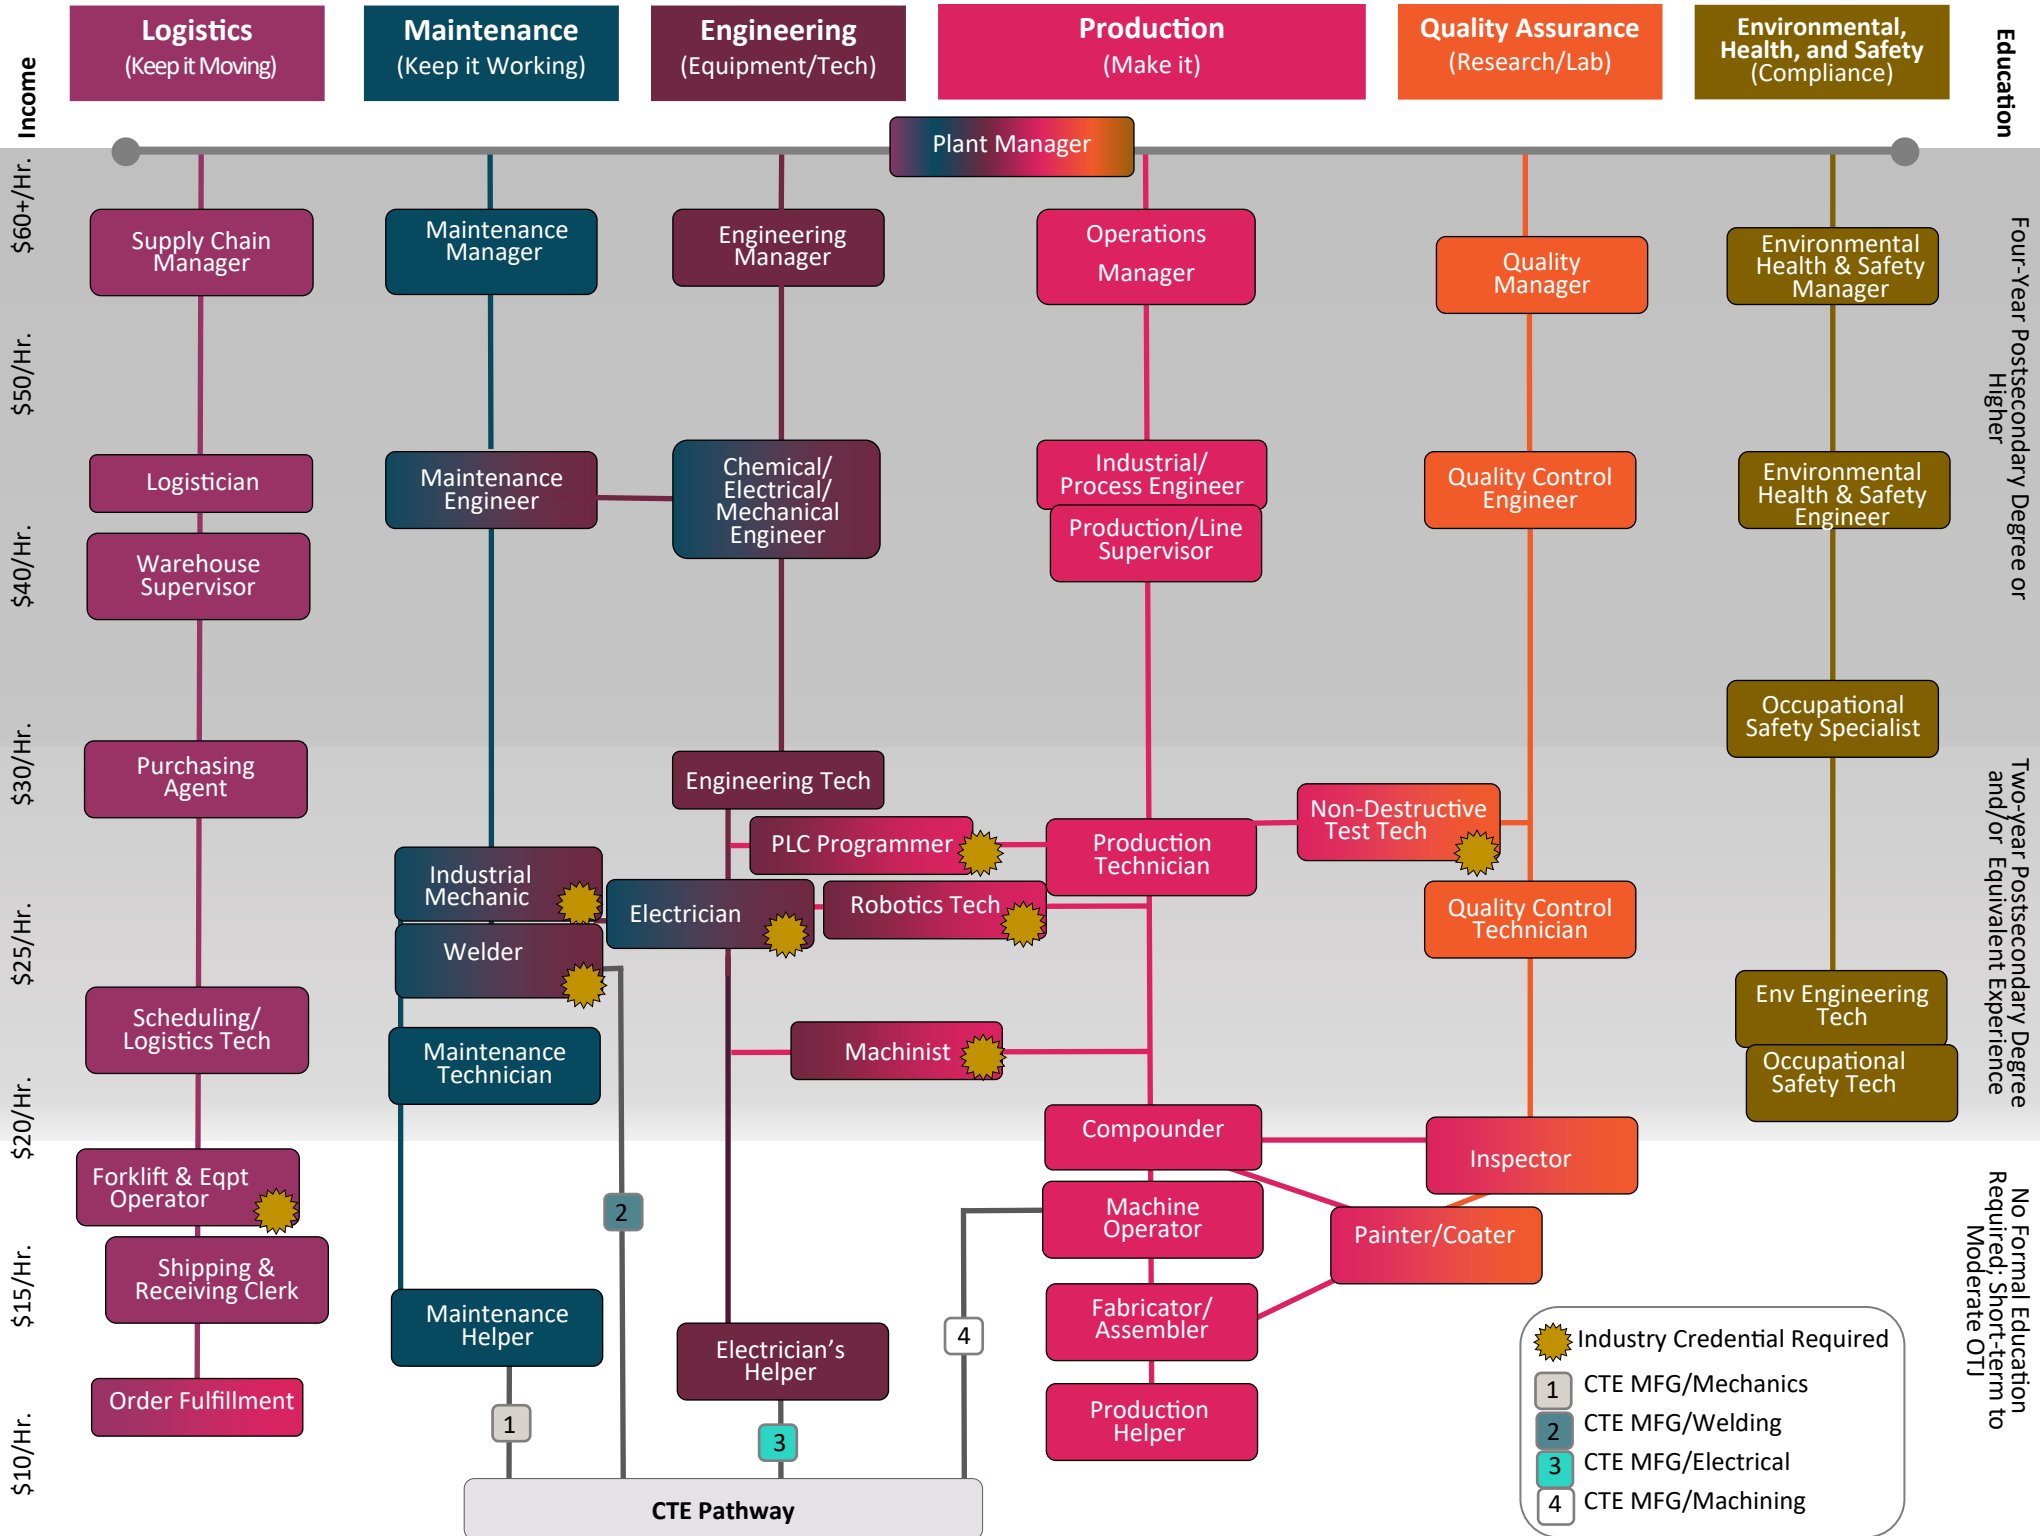 Logistics
(Keep it Moving)
Maintenance
(Keep it Working)
Engineering
(Equipment/Tech)
Production
(Make it)
Quality Assurance
(Research/Lab)
Environmental,
Health, and Safety
(Compliance)
Income
Education
Plant Manager
$60+/Hr.
$50/Hr.
$40/Hr.
$30/Hr.
$25/Hr.
$20/Hr.
$15/Hr.
$10/Hr.
Supply Chain
Manager
Logistician
Warehouse
Supervisor
Purchasing
Agent
Scheduling/
Logistics Tech
Forklift & Eqpt
Operator
Shipping &
Receiving Clerk
Order Fulfillment
Maintenance
Manager
Maintenance
Engineer
Industrial
Mechanic
Welder
Maintenance
Technician
Maintenance
Helper
Engineering
Manager
Chemical/
Electrical/
Mechanical
Engineer
Engineering Tech
PLC Programmer
Electrician
Robotics Tech
Machinist
Electrician's
Helper
Operations
Manager
Industrial/
Process Engineer
Production/Line
Supervisor
Production
Technician
Compounder
Machine
Operator
Fabricator/
Assembler
Production
Helper
Quality
Manager
Quality Control
Engineer
Non-Destructive
Test Tech
Quality Control
Technician
Inspector
Painter/Coater
Environmental
Health & Safety
Manager
Environmental
Health & Safety
Engineer
Occupational
Safety Specialist
Env Engineering
Tech
Occupational
Safety Tech
Four-Year Postsecondary Degree or
Higher
Two-year Postsecondary Degree
and/or Equivalent Experience
No Formal Education
Required; Short-term to
Moderate OTJ
1
2
3
4
CTE Pathway
Industry Credential Required
1 CTE MFG/Mechanics
2 CTE MFG/Welding
3 CTE MFG/Electrical
4 CTE MFG/Machining